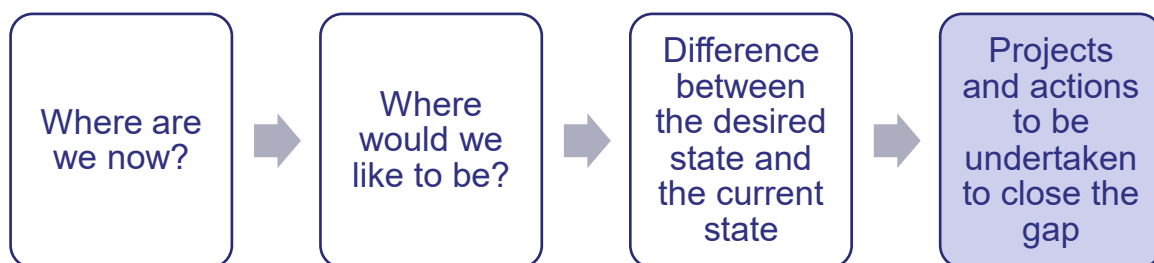 Where are
we now?
Where
would we
like to be?
Difference
between
the desired
state and
the current
state
Projects
and actions
to be
undertaken
to close the
gap